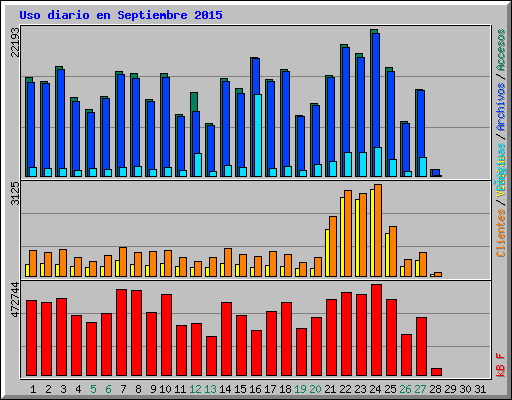 Uso diario en Septiembre 2015
22193
3125
472744
kB F
Clientes /
/ Archivos / Accesos
1 2 3 4 5 6 7 8 9 10 11 12 13 14 15 16 17 18 19 20 21 22 23 24 25 26 27 28 29 30 31